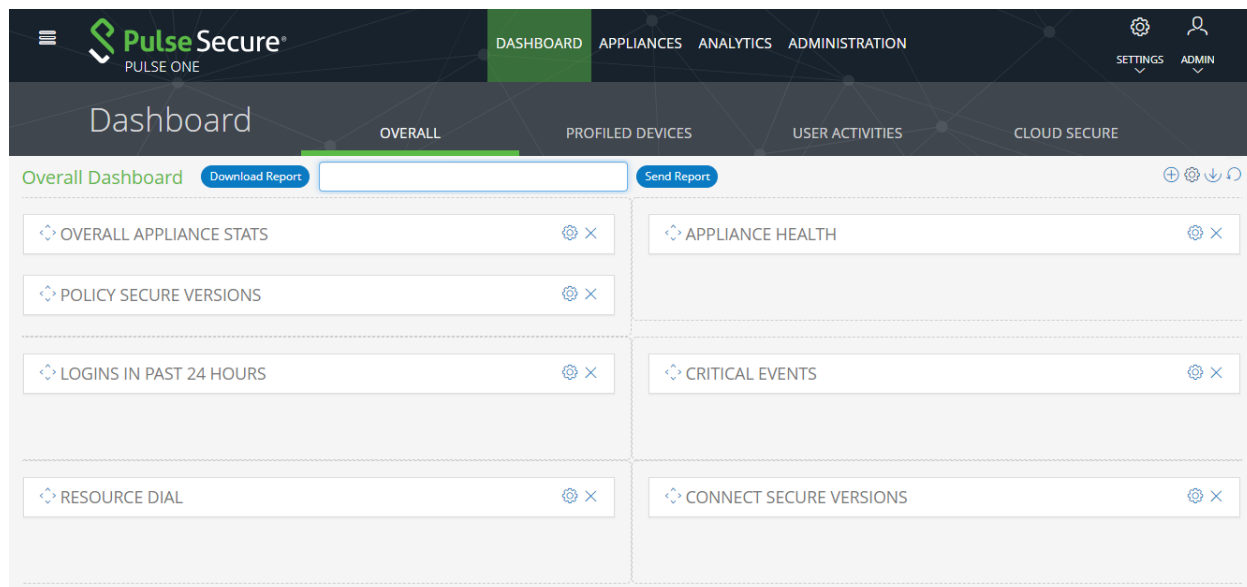 Pulse Secure®
PULSE ONE
DASHBOARD APPLIANCES ANALYTICS ADMINISTRATION
SETTINGS ADMIN
Dashboard
OVERALL PROFILED DEVICES USER ACTIVITIES CLOUD SECURE
Overall Dashboard Download Report Send Report
OVERALL APPLIANCE STATS
APPLIANCE HEALTH
POLICY SECURE VERSIONS
LOGINS IN PAST 24 HOURS
CRITICAL EVENTS
RESOURCE DIAL
CONNECT SECURE VERSIONS